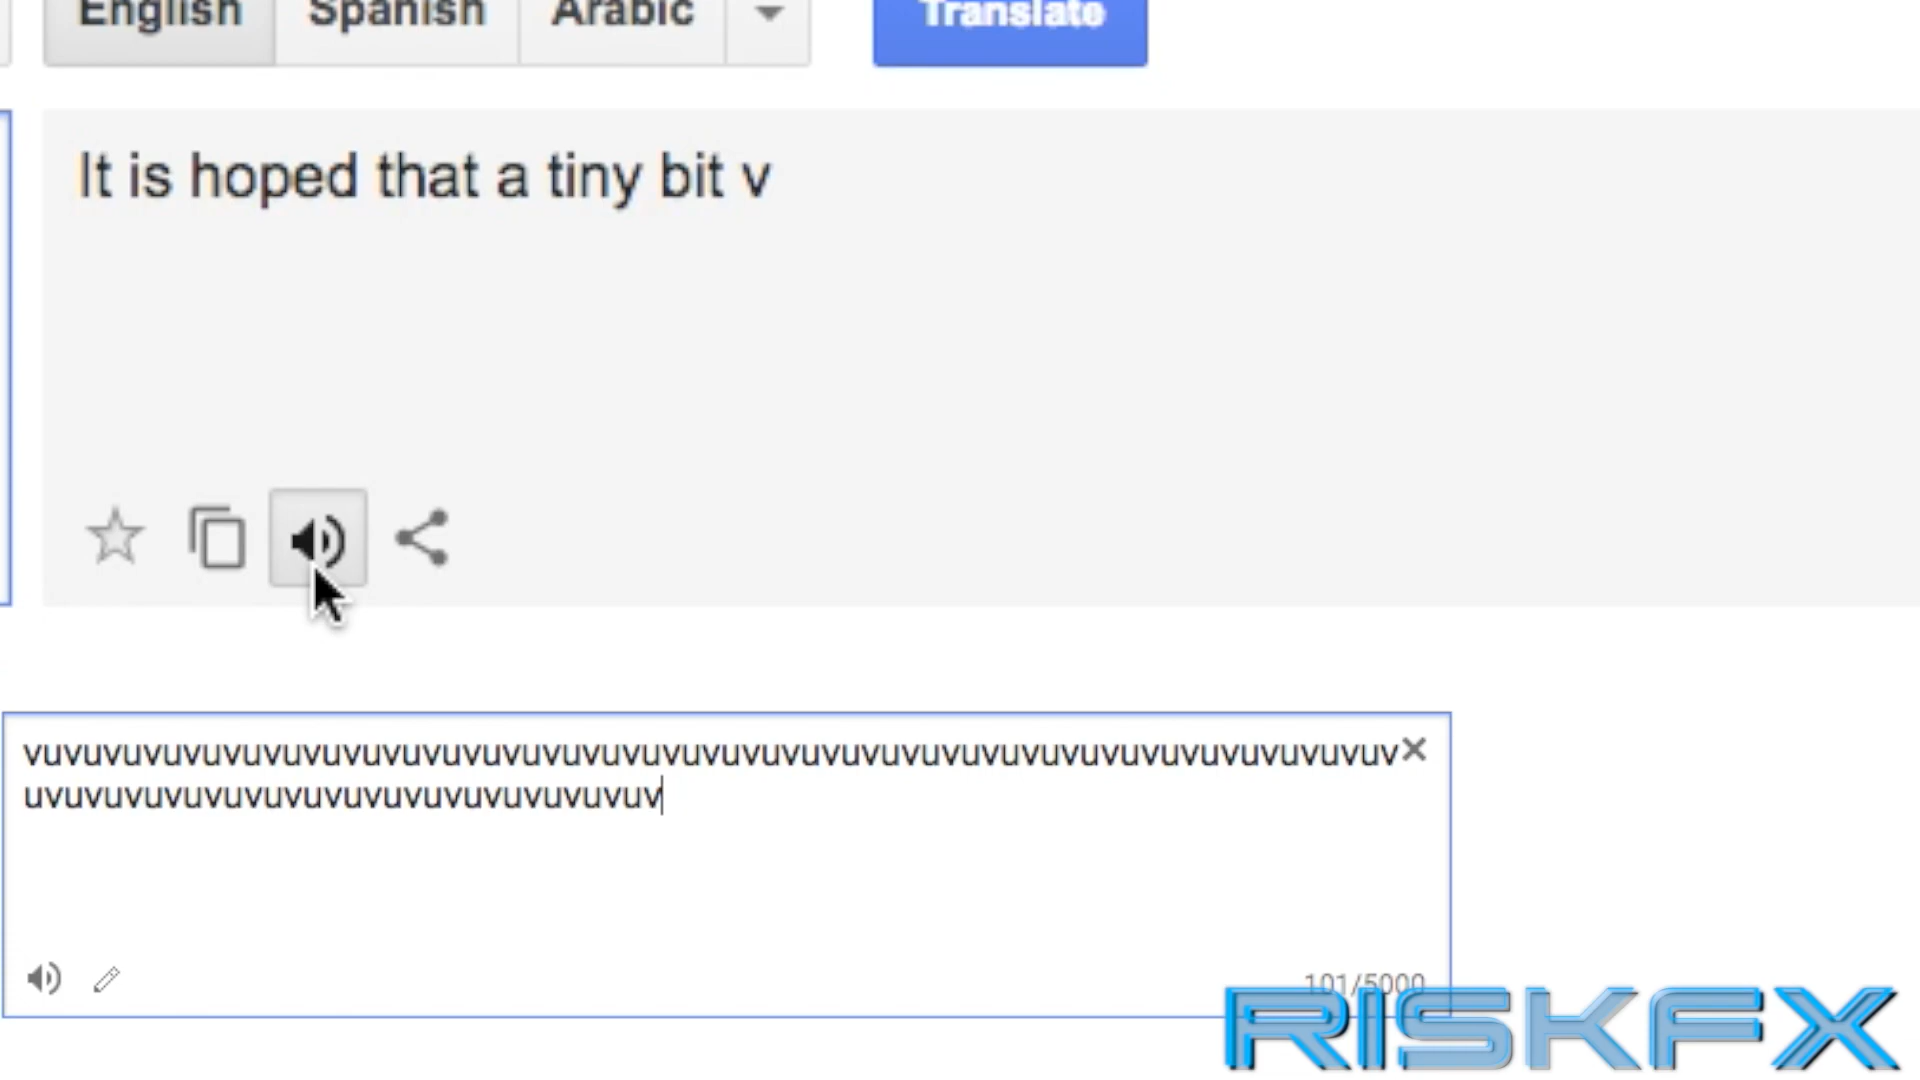 English Spanish Arabic Translate
It is hoped that a tiny bit v
vuvuvuvuvuvuvuvuvuvuvuvuvuvuvuvuvuvuvuvuvuvuvuvuvuvuvuvuvuvuvuvuvuvuv
uvuvuvuvuvuvuvuvuvuvuvuvuvuvuvuv
101/5000
RISKFX